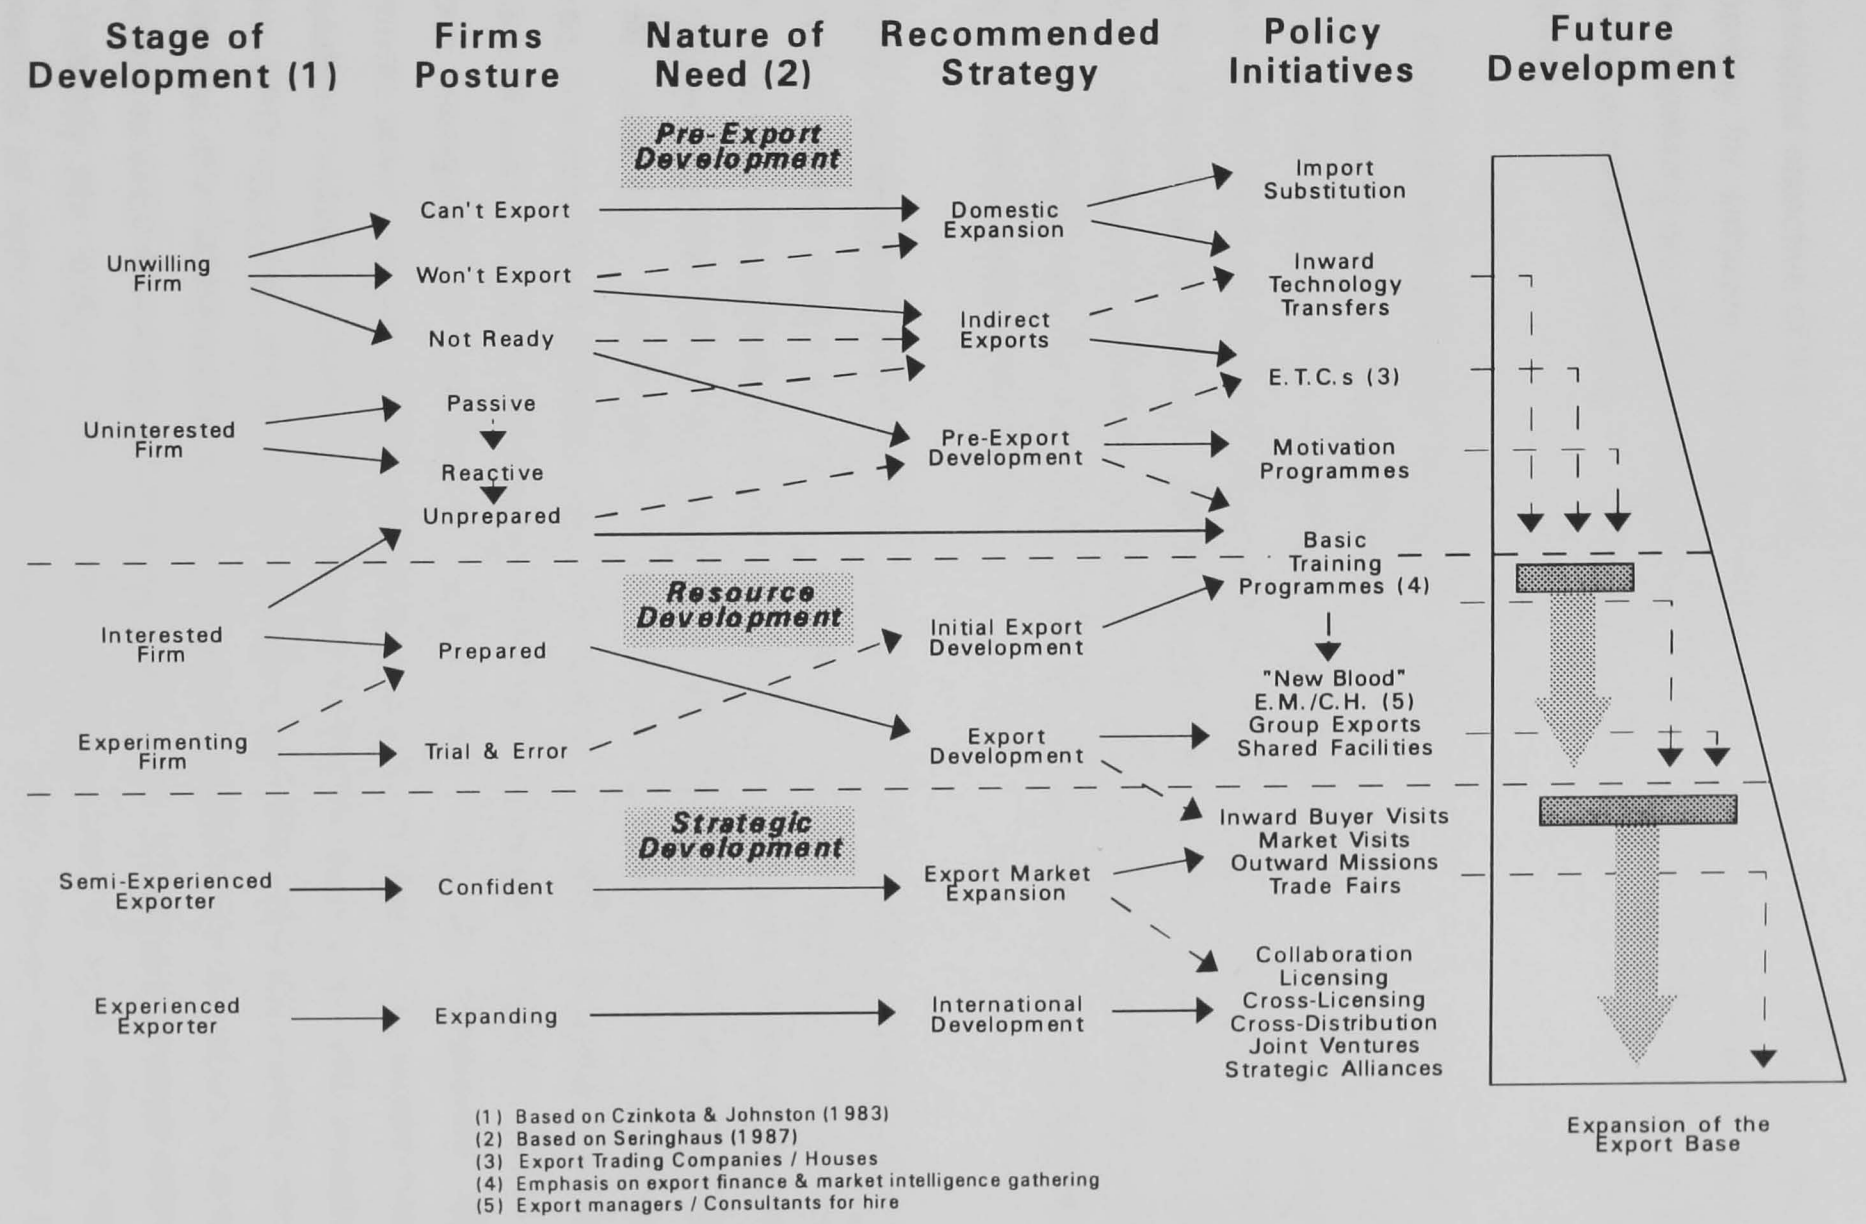 Stage of
Development (1)
Firms
Posture
Nature of
Need (2)
Recommended
Strategy
Policy
Initiatives
Future
Development
Pre-Export
Development
Unwilling
Firm
Can't Export
Won't Export
Not Ready
Domestic
Expansion
Indirect
Exports
Import
Substitution
Inward
Technology
Transfers
E.T.C.s (3)
Uninterested
Firm
Passive
Reactive
Unprepared
Pre-Export
Development
Motivation
Programmes
Basic
Training
Programmes (4)
Resource
Development
Interested
Firm
Prepared
Initial Export
Development
"New Blood"
E.M./C.H. (5)
Group Exports
Shared Facilities
Experimenting
Firm
Trial & Error
Export
Development
Strategic
Development
Inward Buyer Visits
Market Visits
Outward Missions
Trade Fairs
Semi-Experienced
Exporter
Confident
Export Market
Expansion
Experienced
Exporter
Expanding
International
Development
Collaboration
Licensing
Cross-Licensing
Cross-Distribution
Joint Ventures
Strategic Alliances
Expansion of the
Export Base
(1) Based on Czinkota & Johnston (1983)
(2) Based on Seringhaus (1987)
(3) Export Trading Companies / Houses
(4) Emphasis on export finance & market intelligence gathering
(5) Export managers / Consultants for hire